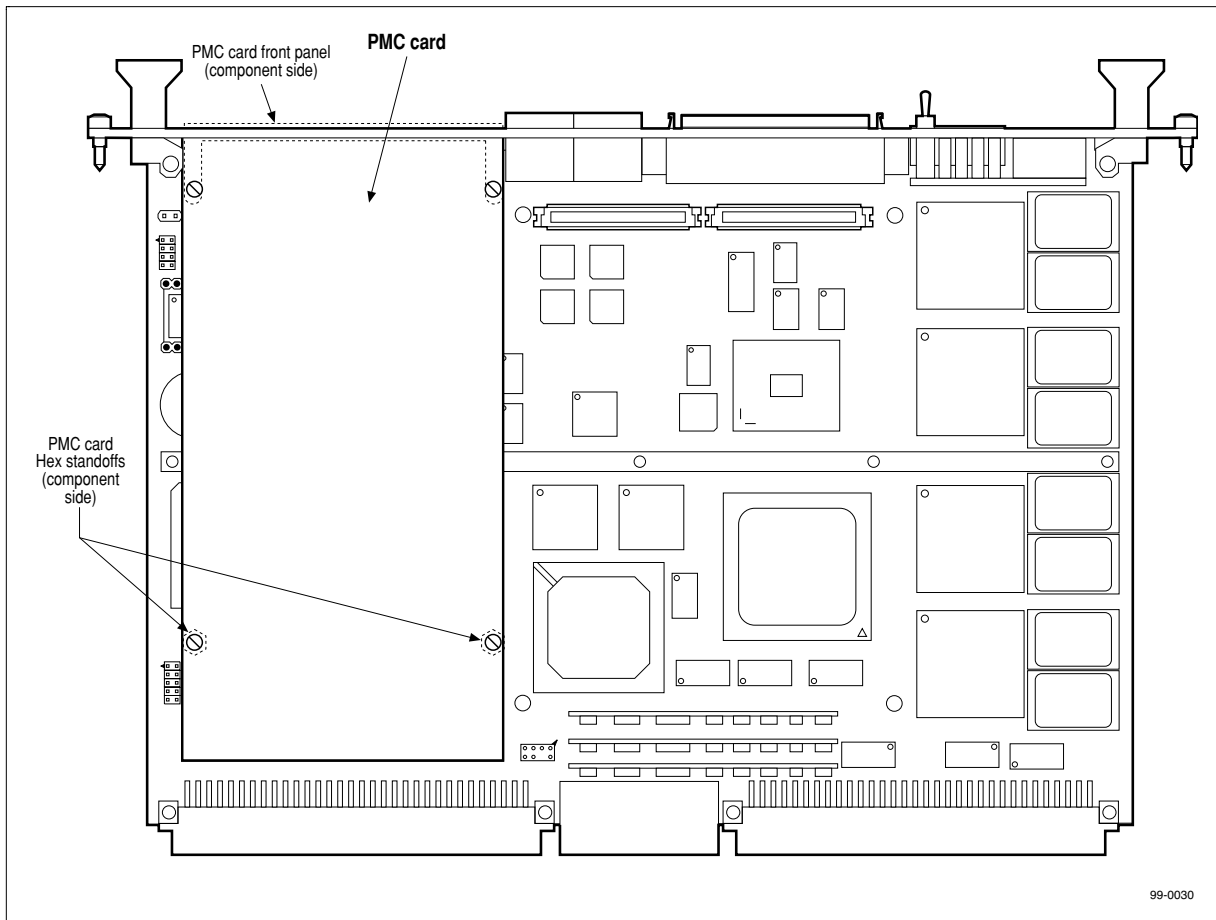 PMC card front panel
(component side)
PMC card
PMC card
Hex standoffs
(component
side)
99-0030